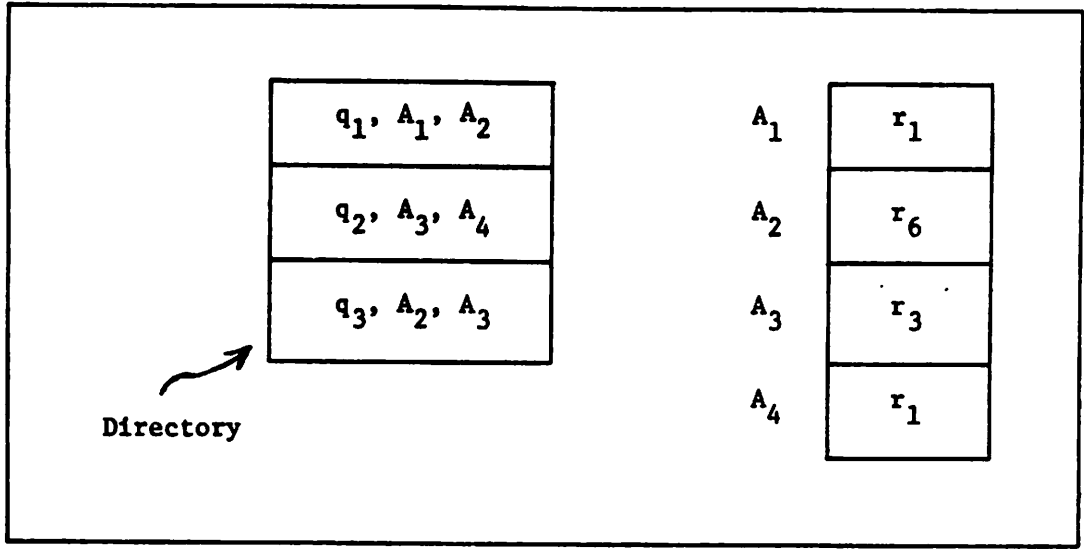 q₁, A₁, A₂
q₂, A₃, A₄
q₃, A₂, A₃
Directory
A₁ r₁
A₂ r₆
A₃ r₃
A₄ r₁